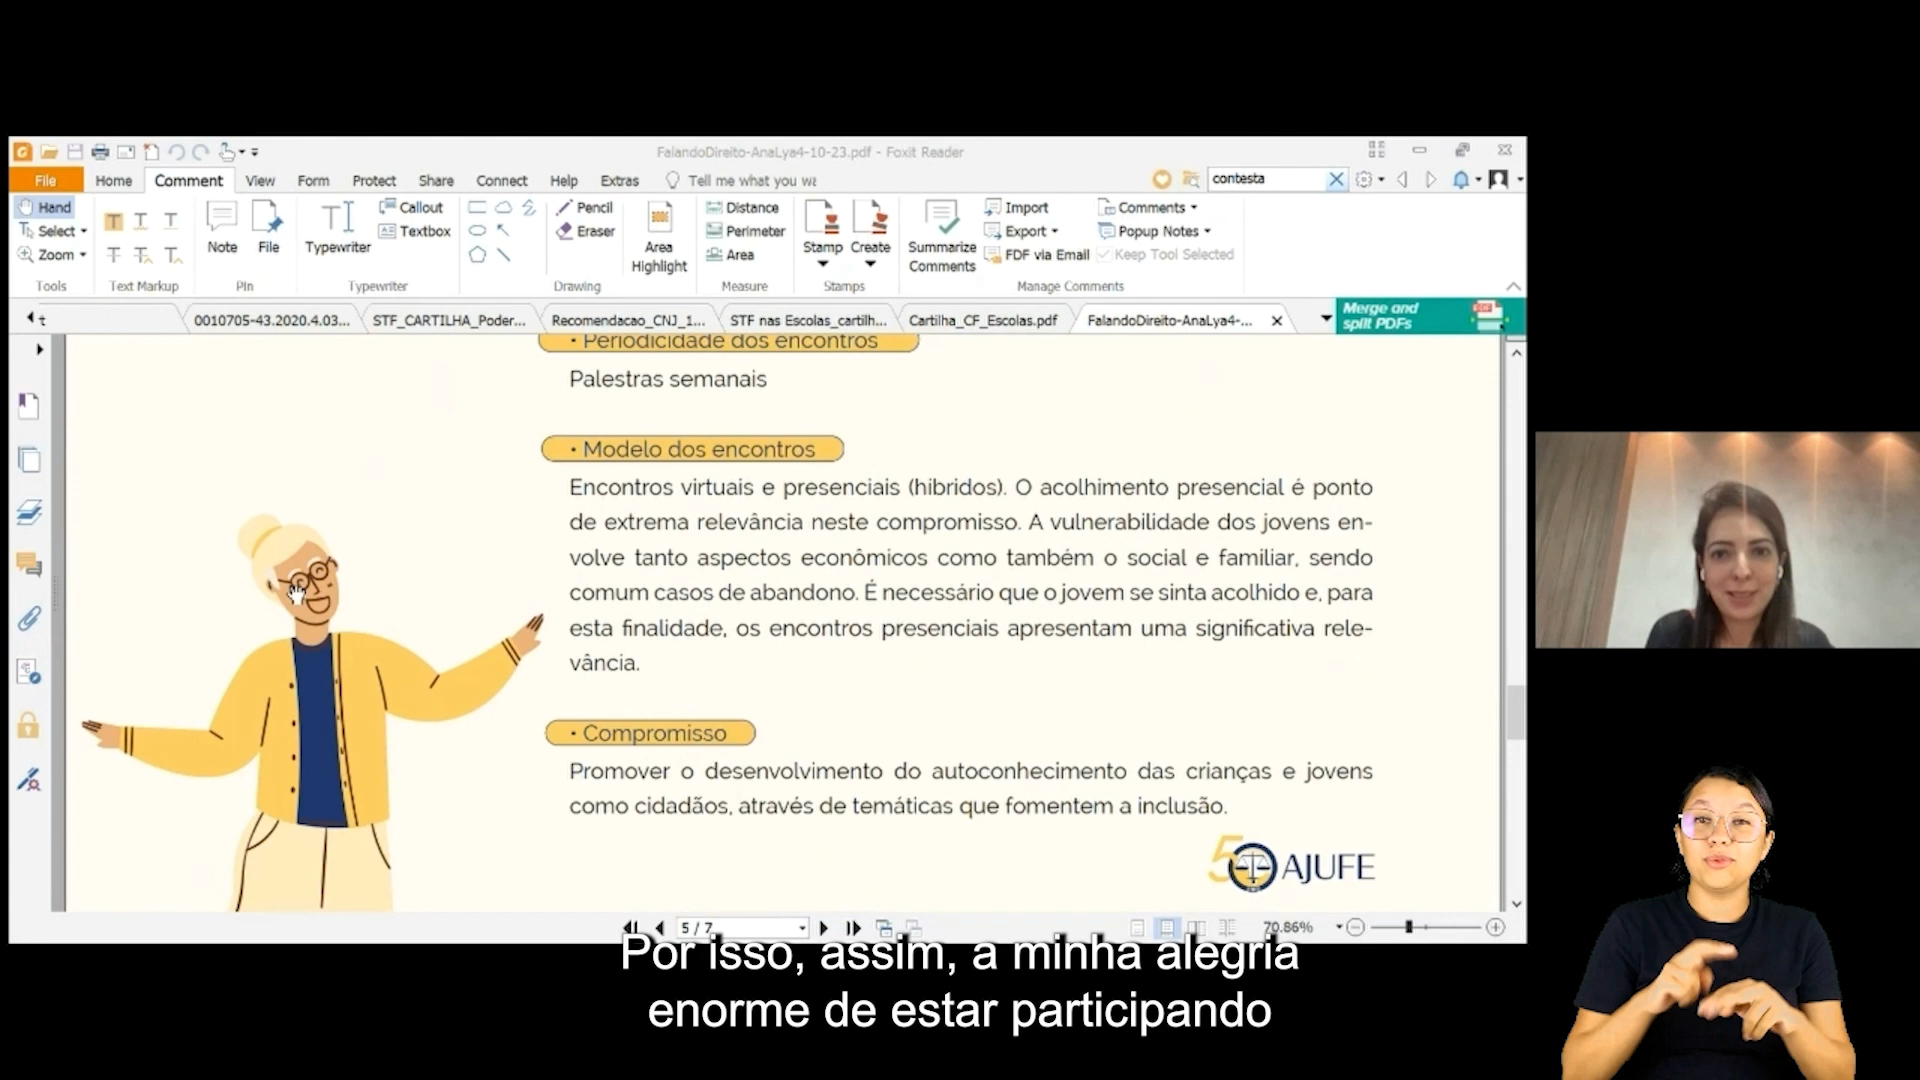 FalandoDireito-AnaLya4-10-23.pdf - Foxit Reader
File Home Comment View Form Protect Share Connect Help Extras Tell me what you wa contesta
Hand
Select
Zoom
Tools
Text Markup
Note File
Pin
Typewriter
Callout
Textbox
Typewriter
Pencil
Eraser
Area
Highlight
Drawing
Distance
Perimeter
Area
Measure
Stamp Create
Stamps
Summarize
Comments
Import
Export
FDF via Email
Comments
Popup Notes
Keep Tool Selected
Manage Comments
t 0010705-43.2020.4.03... STF_CARTILHA_Poder... Recomendacao_CNJ_1... STF nas Escolas_cartilh... Cartilha_CF_Escolas.pdf FalandoDireito-AnaLya4-...
Merge and
split PDFs
• Periodicidade dos encontros
Palestras semanais
• Modelo dos encontros
Encontros virtuais e presenciais (híbridos). O acolhimento presencial é ponto
de extrema relevância neste compromisso. A vulnerabilidade dos jovens en-
volve tanto aspectos econômicos como também o social e familiar, sendo
comum casos de abandono. É necessário que o jovem se sinta acolhido e, para
esta finalidade, os encontros presenciais apresentam uma significativa rele-
vância.
• Compromisso
Promover o desenvolvimento do autoconhecimento das crianças e jovens
como cidadãos, através de temáticas que fomentem a inclusão.
AJUFE
5 / 7
70.86%
Por isso, assim, a minha alegria
enorme de estar participando